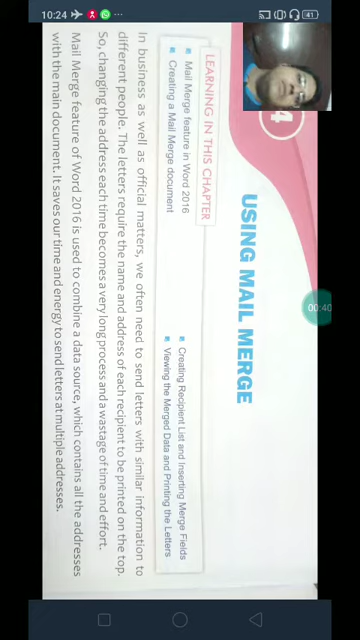 10:24
41
00:40
4
USING MAIL MERGE
LEARNING IN THIS CHAPTER
Mail Merge feature in Word 2016
Creating a Mail Merge document
Creating Recipient List and Inserting Merge Fields
Viewing the Merged Data and Printing the Letters
In business as well as official matters, we often need to send letters with similar information to
different people. The letters require the name and address of each recipient to be printed on the top.
So, changing the address each time becomes a very long process and a wastage of time and effort.
Mail Merge feature of Word 2016 is used to combine a data source, which contains all the addresses
with the main document. It saves our time and energy to send letters at multiple addresses.